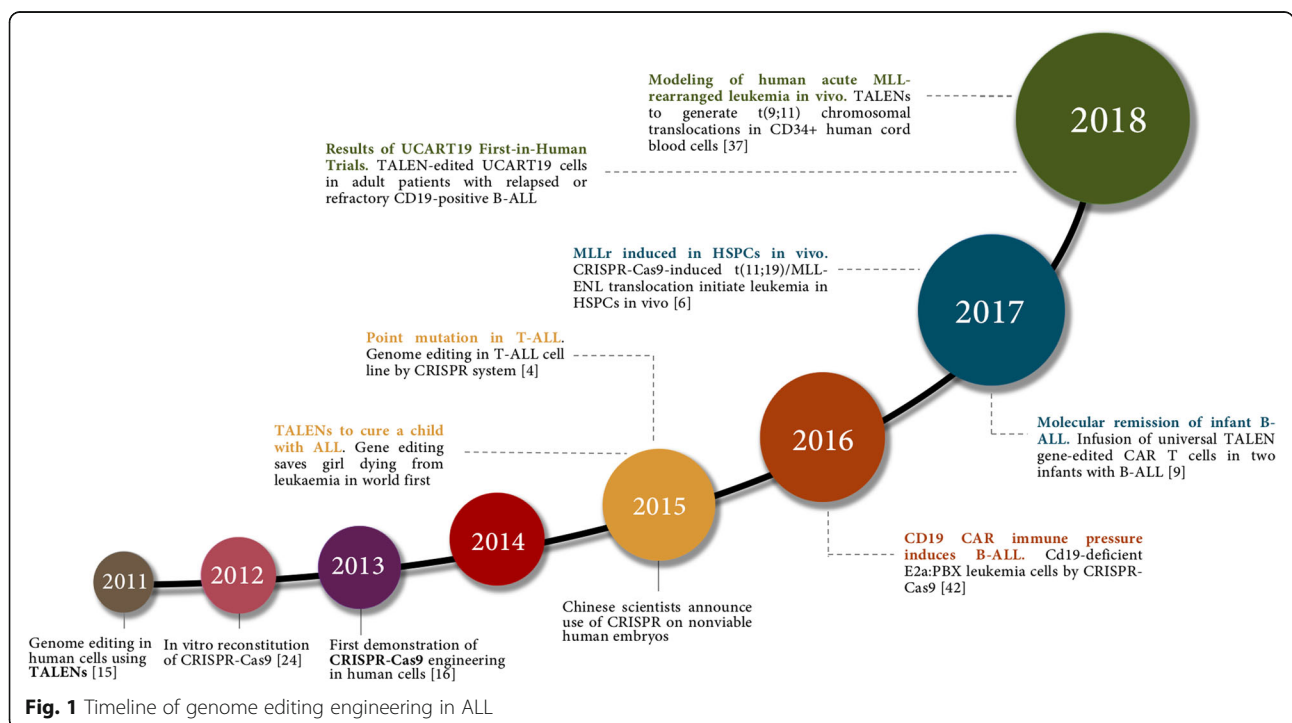 Modeling of human acute MLL-
rearranged leukemia in vivo. TALENs
to generate t(9;11) chromosomal
translocations in CD34+ human cord
blood cells [37]
2018
Results of UCART19 First-in-Human
Trials. TALEN-edited UCART19 cells
in adult patients with relapsed or
refractory CD19-positive B-ALL
MLLr induced in HSPCs in vivo.
CRISPR-Cas9-induced t(11;19)/MLL-
ENL translocation initiate leukemia in
HSPCs in vivo [6]
2017
Point mutation in T-ALL.
Genome editing in T-ALL cell
line by CRISPR system [4]
TALENs to cure a child
with ALL. Gene editing
saves girl dying from
leukaemia in world first
2016
Molecular remission of infant B-
ALL. Infusion of universal TALEN
gene-edited CAR T cells in two
infants with B-ALL [9]
2015
2014
2013
2012
2011
CD19 CAR immune pressure
induces B-ALL. Cd19-deficient
E2a:PBX leukemia cells by CRISPR-
Cas9 [42]
Chinese scientists announce
use of CRISPR on nonviable
human embryos
Genome editing in
human cells using
TALENs [15]
In vitro reconstitution
of CRISPR-Cas9 [24]
First demonstration of
CRISPR-Cas9 engineering
in human cells [16]
Fig. 1 Timeline of genome editing engineering in ALL